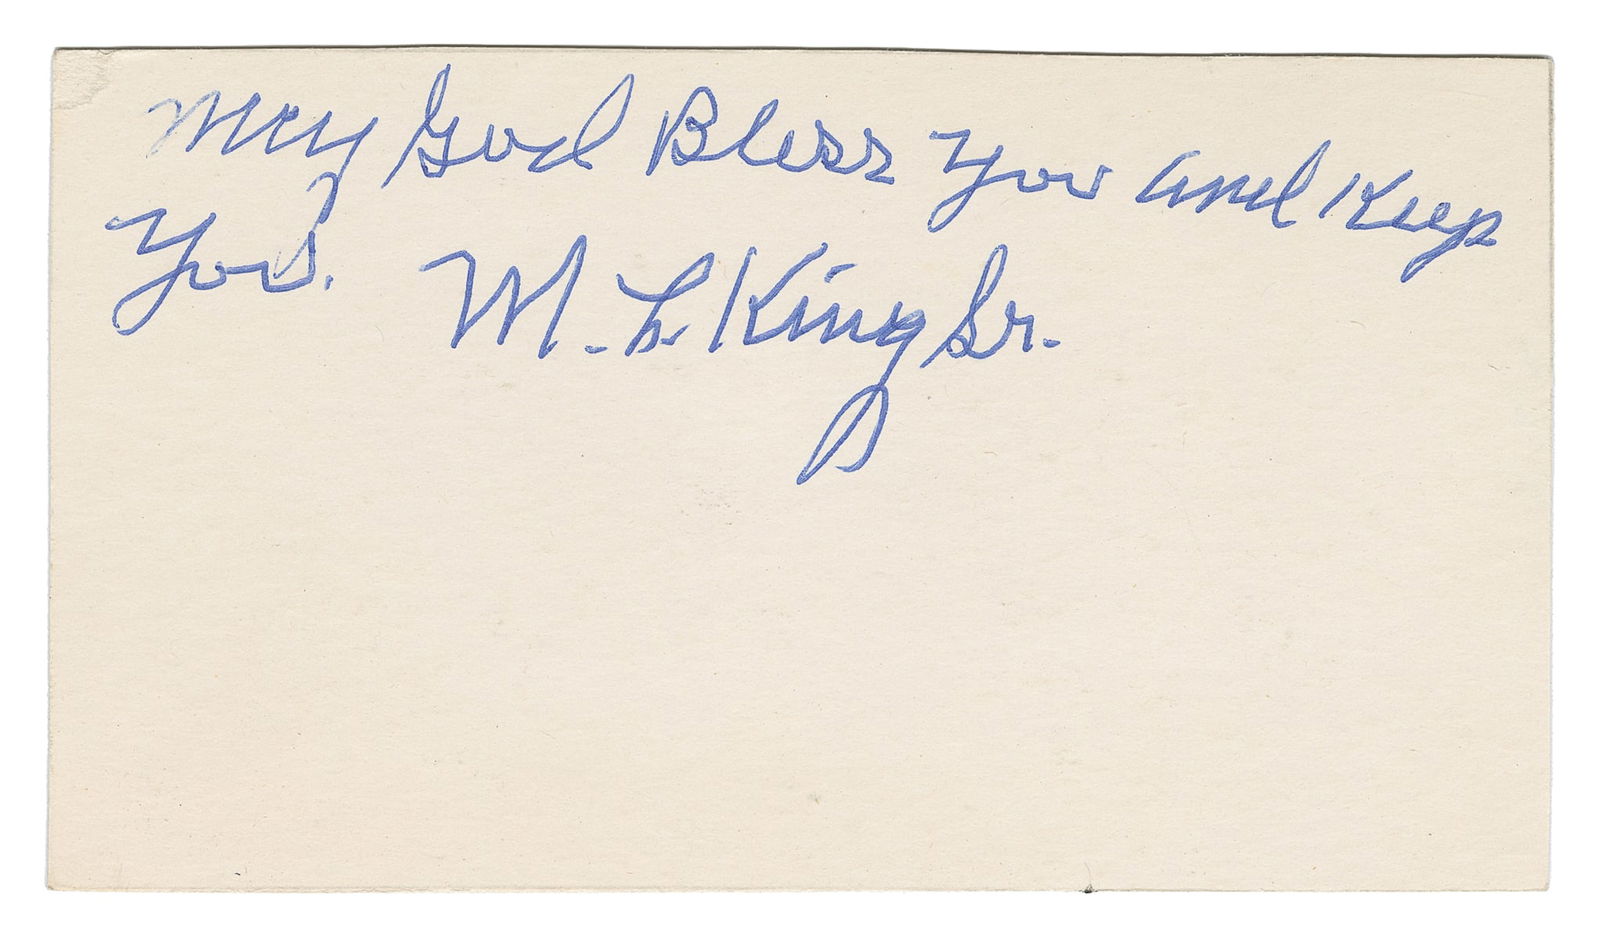 May God Bless You and Keep
You. M. L. King Sr.